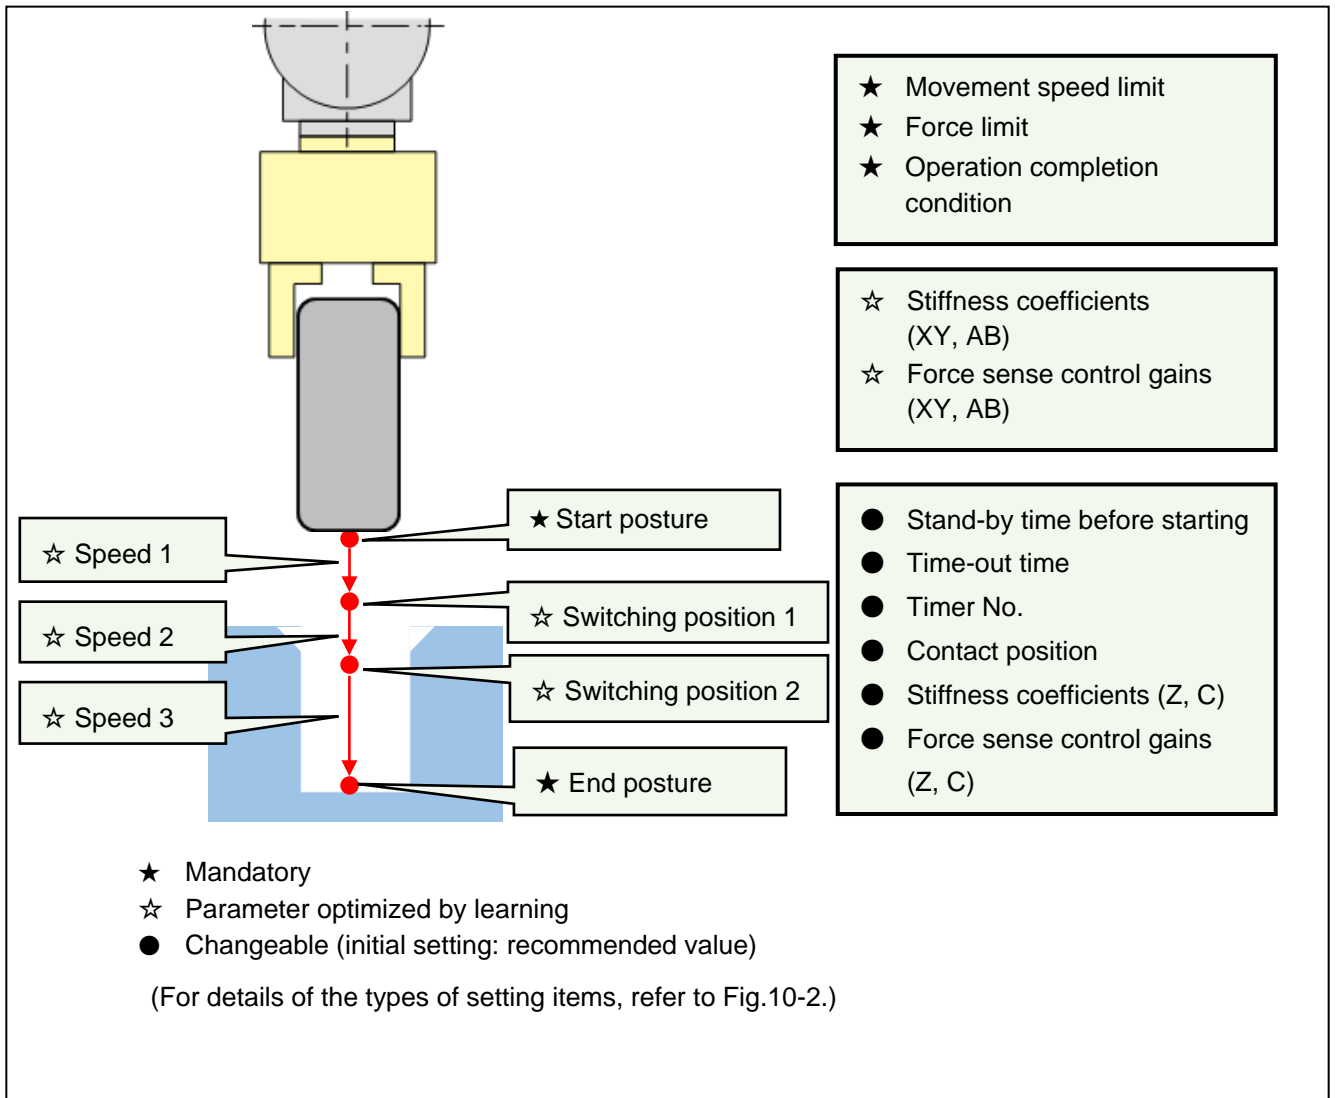 ★ Movement speed limit
★ Force limit
★ Operation completion
condition
☆ Stiffness coefficients
(XY, AB)
☆ Force sense control gains
(XY, AB)
★ Start posture
☆ Speed 1
☆ Switching position 1
☆ Speed 2
☆ Switching position 2
☆ Speed 3
★ End posture
● Stand-by time before starting
● Time-out time
● Timer No.
● Contact position
● Stiffness coefficients (Z, C)
● Force sense control gains
(Z, C)
★ Mandatory
☆ Parameter optimized by learning
● Changeable (initial setting: recommended value)
(For details of the types of setting items, refer to Fig.10-2.)